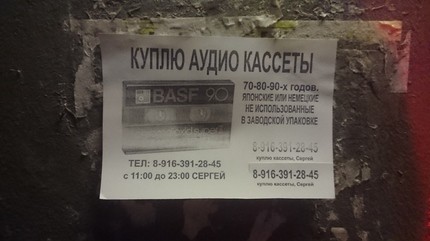 КУПЛЮ АУДИО КАССЕТЫ
BASF 90
70-80-90-х годов.
ЯПОНСКИЕ ИЛИ НЕМЕЦКИЕ
НЕ ИСПОЛЬЗОВАННЫЕ
В ЗАВОДСКОЙ УПАКОВКЕ
ТЕЛ: 8-916-391-28-45
с 11:00 до 23:00 СЕРГЕЙ
8-916-391-28-45
куплю кассеты, Сергей
8-916-391-28-45
куплю кассеты, Сергей